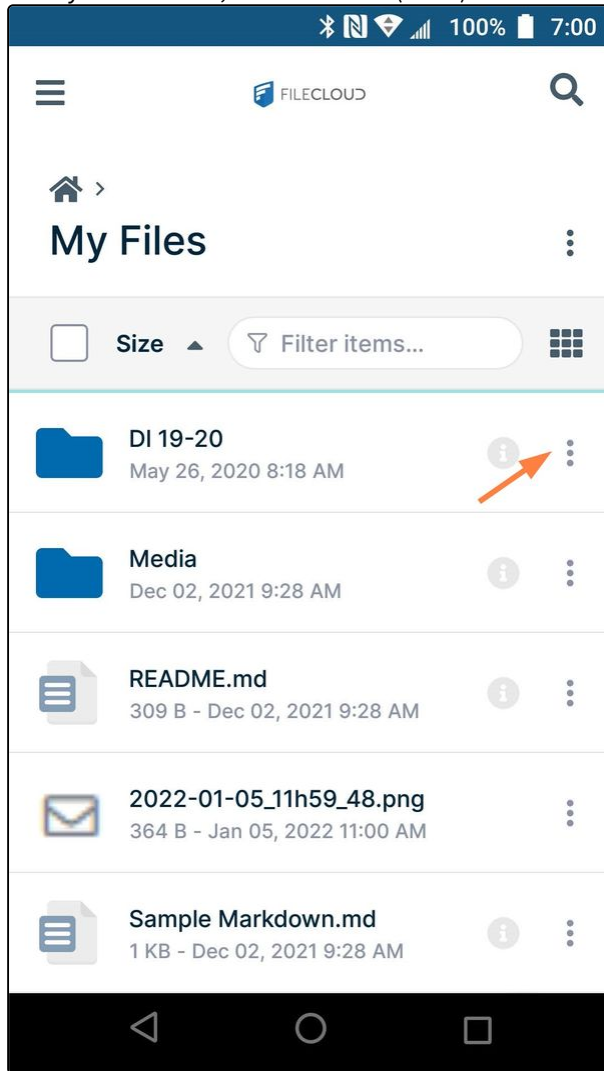 100% 7:00
FILECLOUD
My Files
Size Filter items...
DI 19-20
May 26, 2020 8:18 AM
Media
Dec 02, 2021 9:28 AM
README.md
309 B - Dec 02, 2021 9:28 AM
2022-01-05_11h59_48.png
364 B - Jan 05, 2022 11:00 AM
Sample Markdown.md
1 KB - Dec 02, 2021 9:28 AM